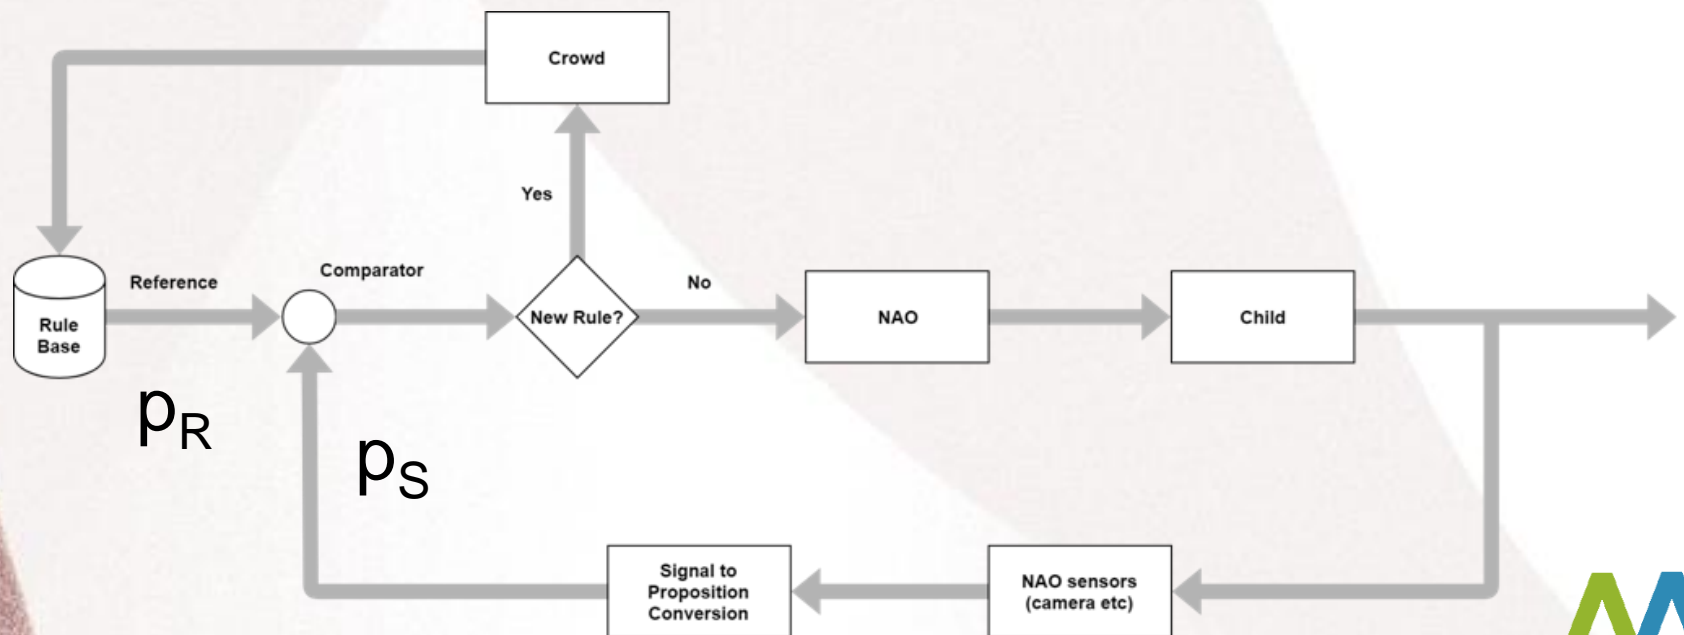 Crowd
Yes
Reference
Comparator
No
Rule
Base
New Rule?
NAO
Child
pR
pS
Signal to
Proposition
Conversion
NAO sensors
(camera etc)